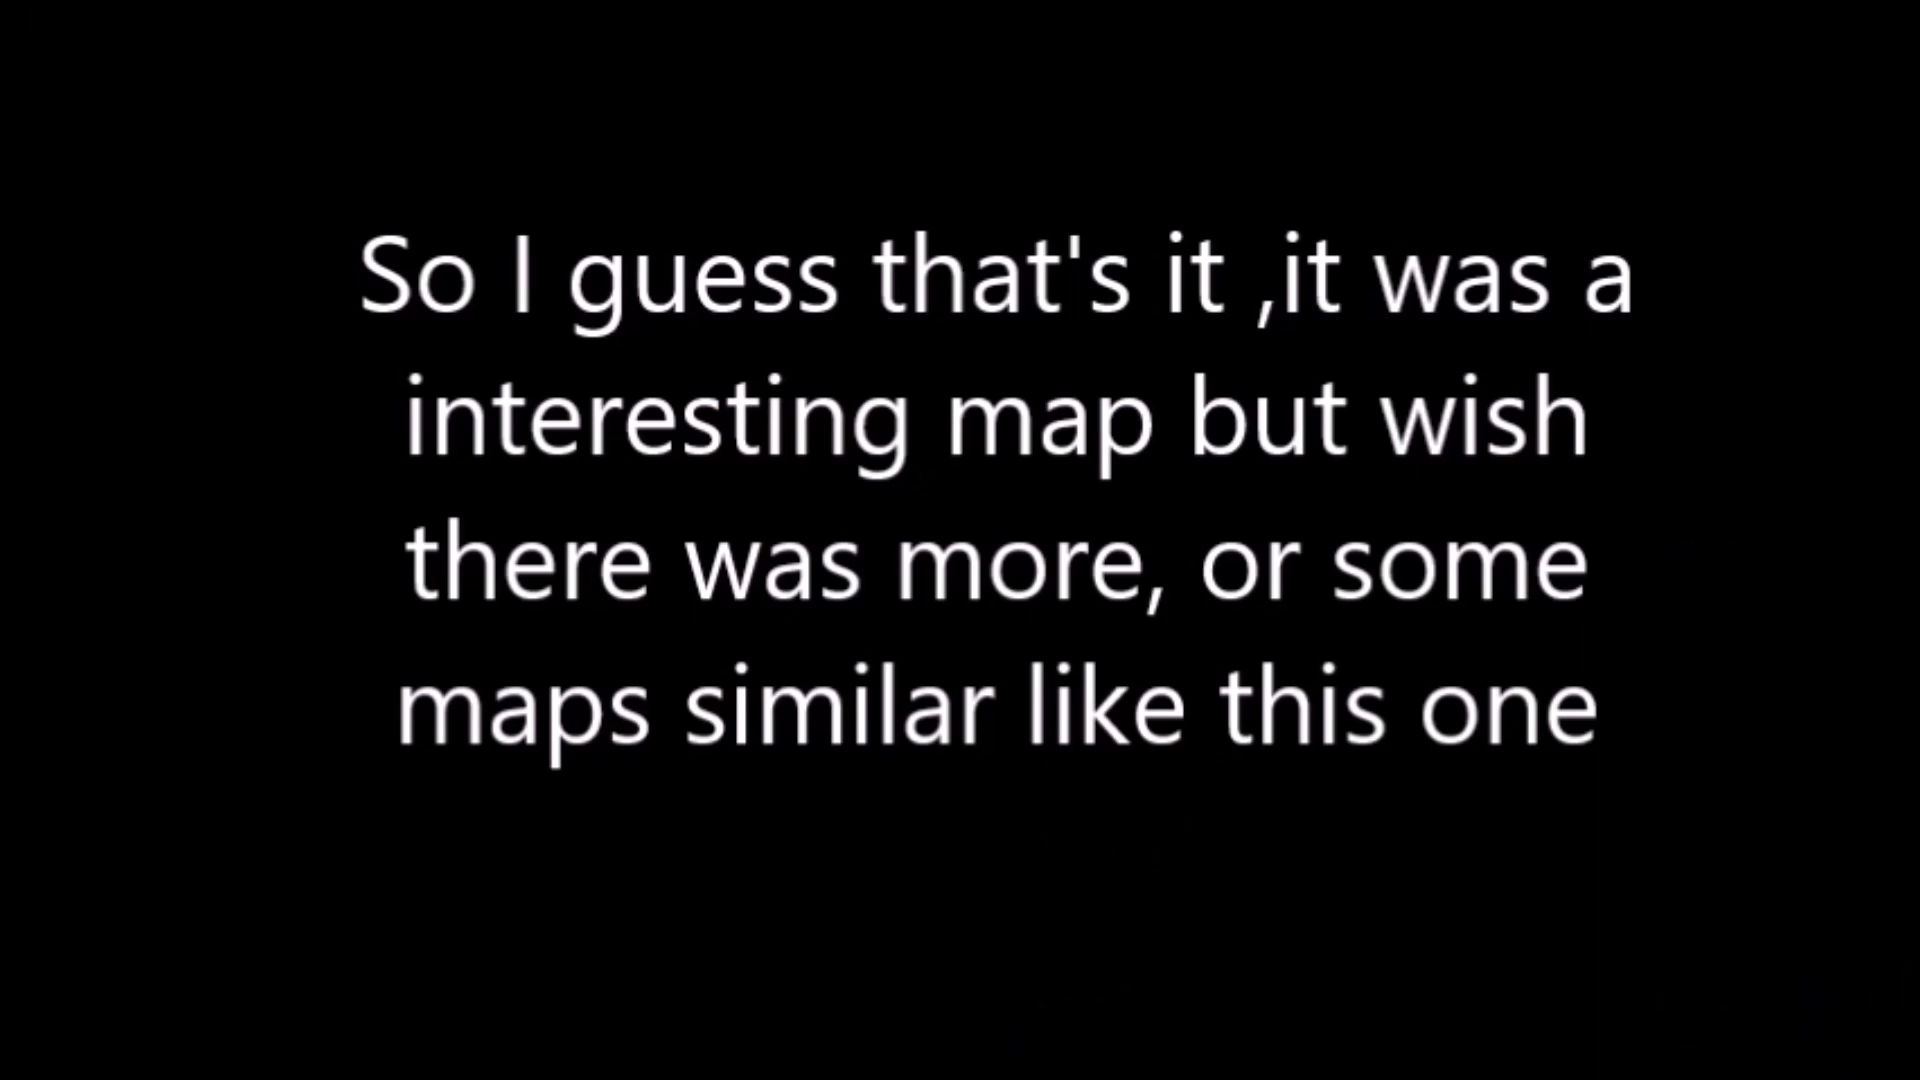 So I guess that's it ,it was a
interesting map but wish
there was more, or some
maps similar like this one